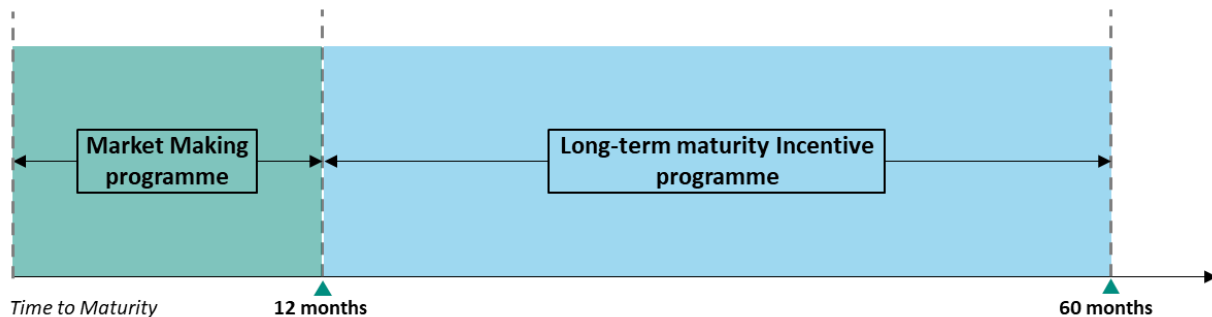 Market Making
programme
Long-term maturity Incentive
programme
Time to Maturity
12 months
60 months